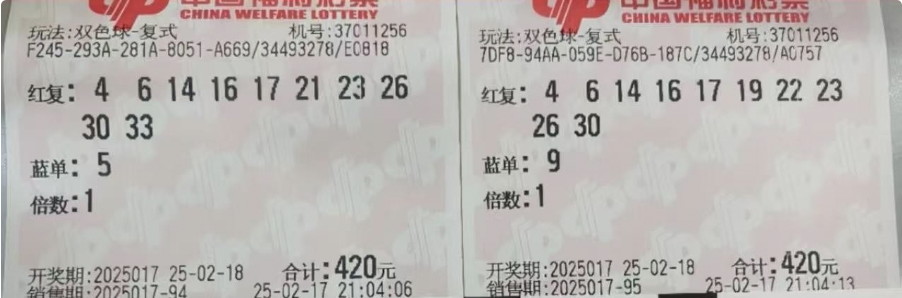 中国福利彩票
CHINA WELFARE LOTTERY
玩法:双色球-复式 机号:37011256
F245-293A-281A-8051-A669/34493278/E0818
红复: 4 6 14 16 17 21 23 26
30 33
蓝单: 5
倍数:1
开奖期:2025017 25-02-18 合计:420元
销售期:2025017-94 25-02-17 21:04:06
中国福利彩票
CHINA WELFARE LOTTERY
玩法:双色球-复式 机号:37011256
7DF8-94AA-059E-D76B-187C/34493278/A0757
红复: 4 6 14 16 17 19 22 23
26 30
蓝单: 9
倍数:1
开奖期:2025017 25-02-18 合计:420元
销售期:2025017-95 25-02-17 21:04:13